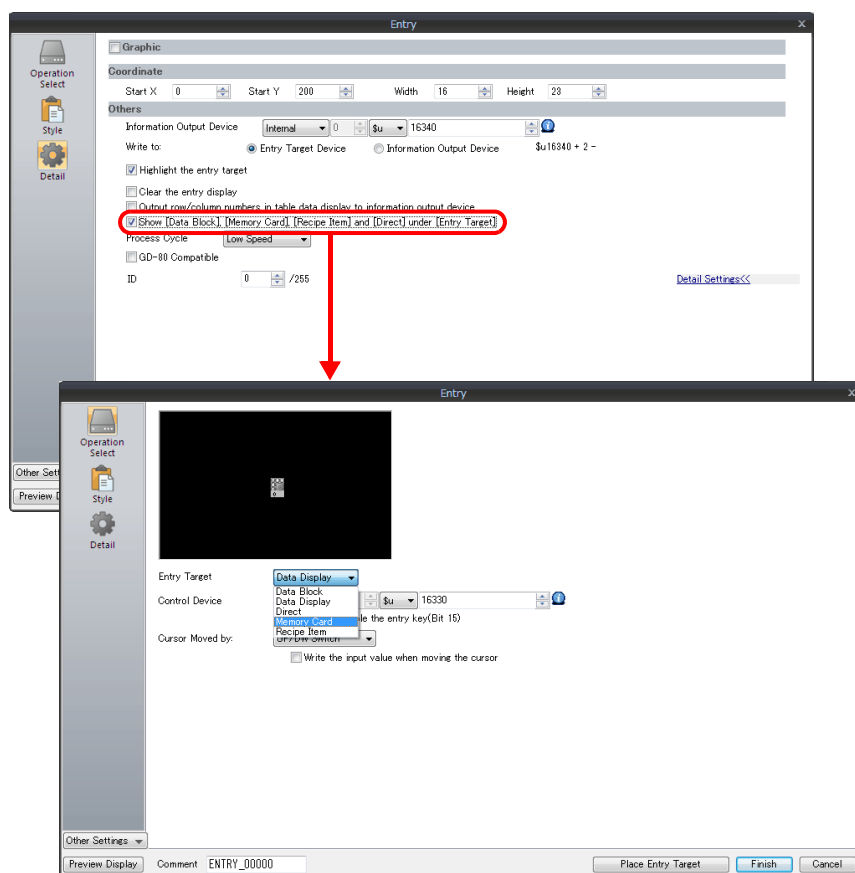 Entry x
Graphic
Operation
Select
Coordinate
Start X 0 Start Y 200 Width 16 Height 23
Others
Style
Information Output Device Internal 0 $u 16340
Write to: Entry Target Device Information Output Device $u16340 + 2 -
Detail
Highlight the entry target
Clear the entry display
Output row/column numbers in table data display to information output device
Show [Data Block], [Memory Card], [Recipe Item] and [Direct] under [Entry Target]
Process Cycle Low Speed
GD-80 Compatible
ID 0 /255 Detail Settings<<
Entry x
Operation
Select
Other Sett
Style
Preview D
Detail
Entry Target Data Display
Data Block
Control Device Data Display $u 16330
Direct
Memory Card le the entry key(Bit 15)
Recipe Item
Cursor Moved by: Switch
Write the input value when moving the cursor
Other Settings
Preview Display Comment ENTRY_00000 Place Entry Target Finish Cancel